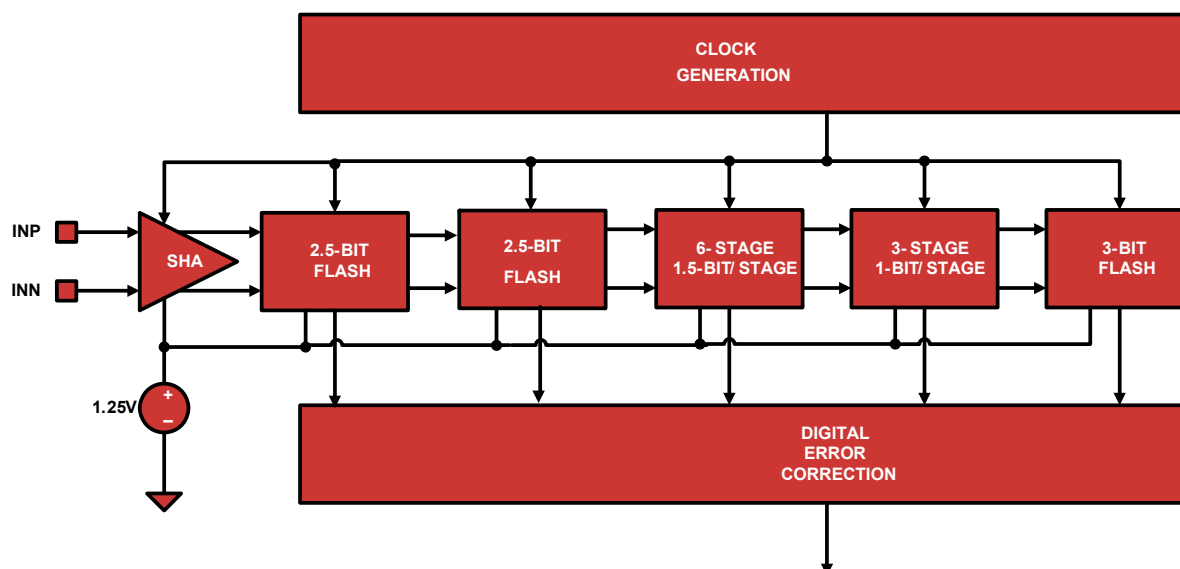 CLOCK
GENERATION
INP
INN
SHA
2.5-BIT
FLASH
2.5-BIT
FLASH
6- STAGE
1.5-BIT/ STAGE
3- STAGE
1-BIT/ STAGE
3-BIT
FLASH
1.25V
+
−
DIGITAL
ERROR
CORRECTION